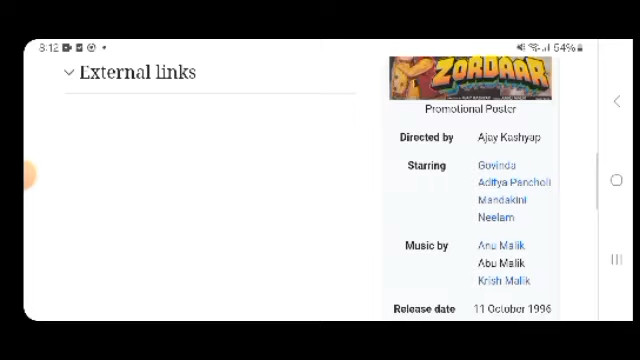 8:12
54%
External links
ZORDAAR
Promotional Poster
Directed by Ajay Kashyap
Starring Govinda
Aditya Pancholi
Mandakini
Neelam
Music by Anu Malik
Abu Malik
Krish Malik
Release date 11 October 1996